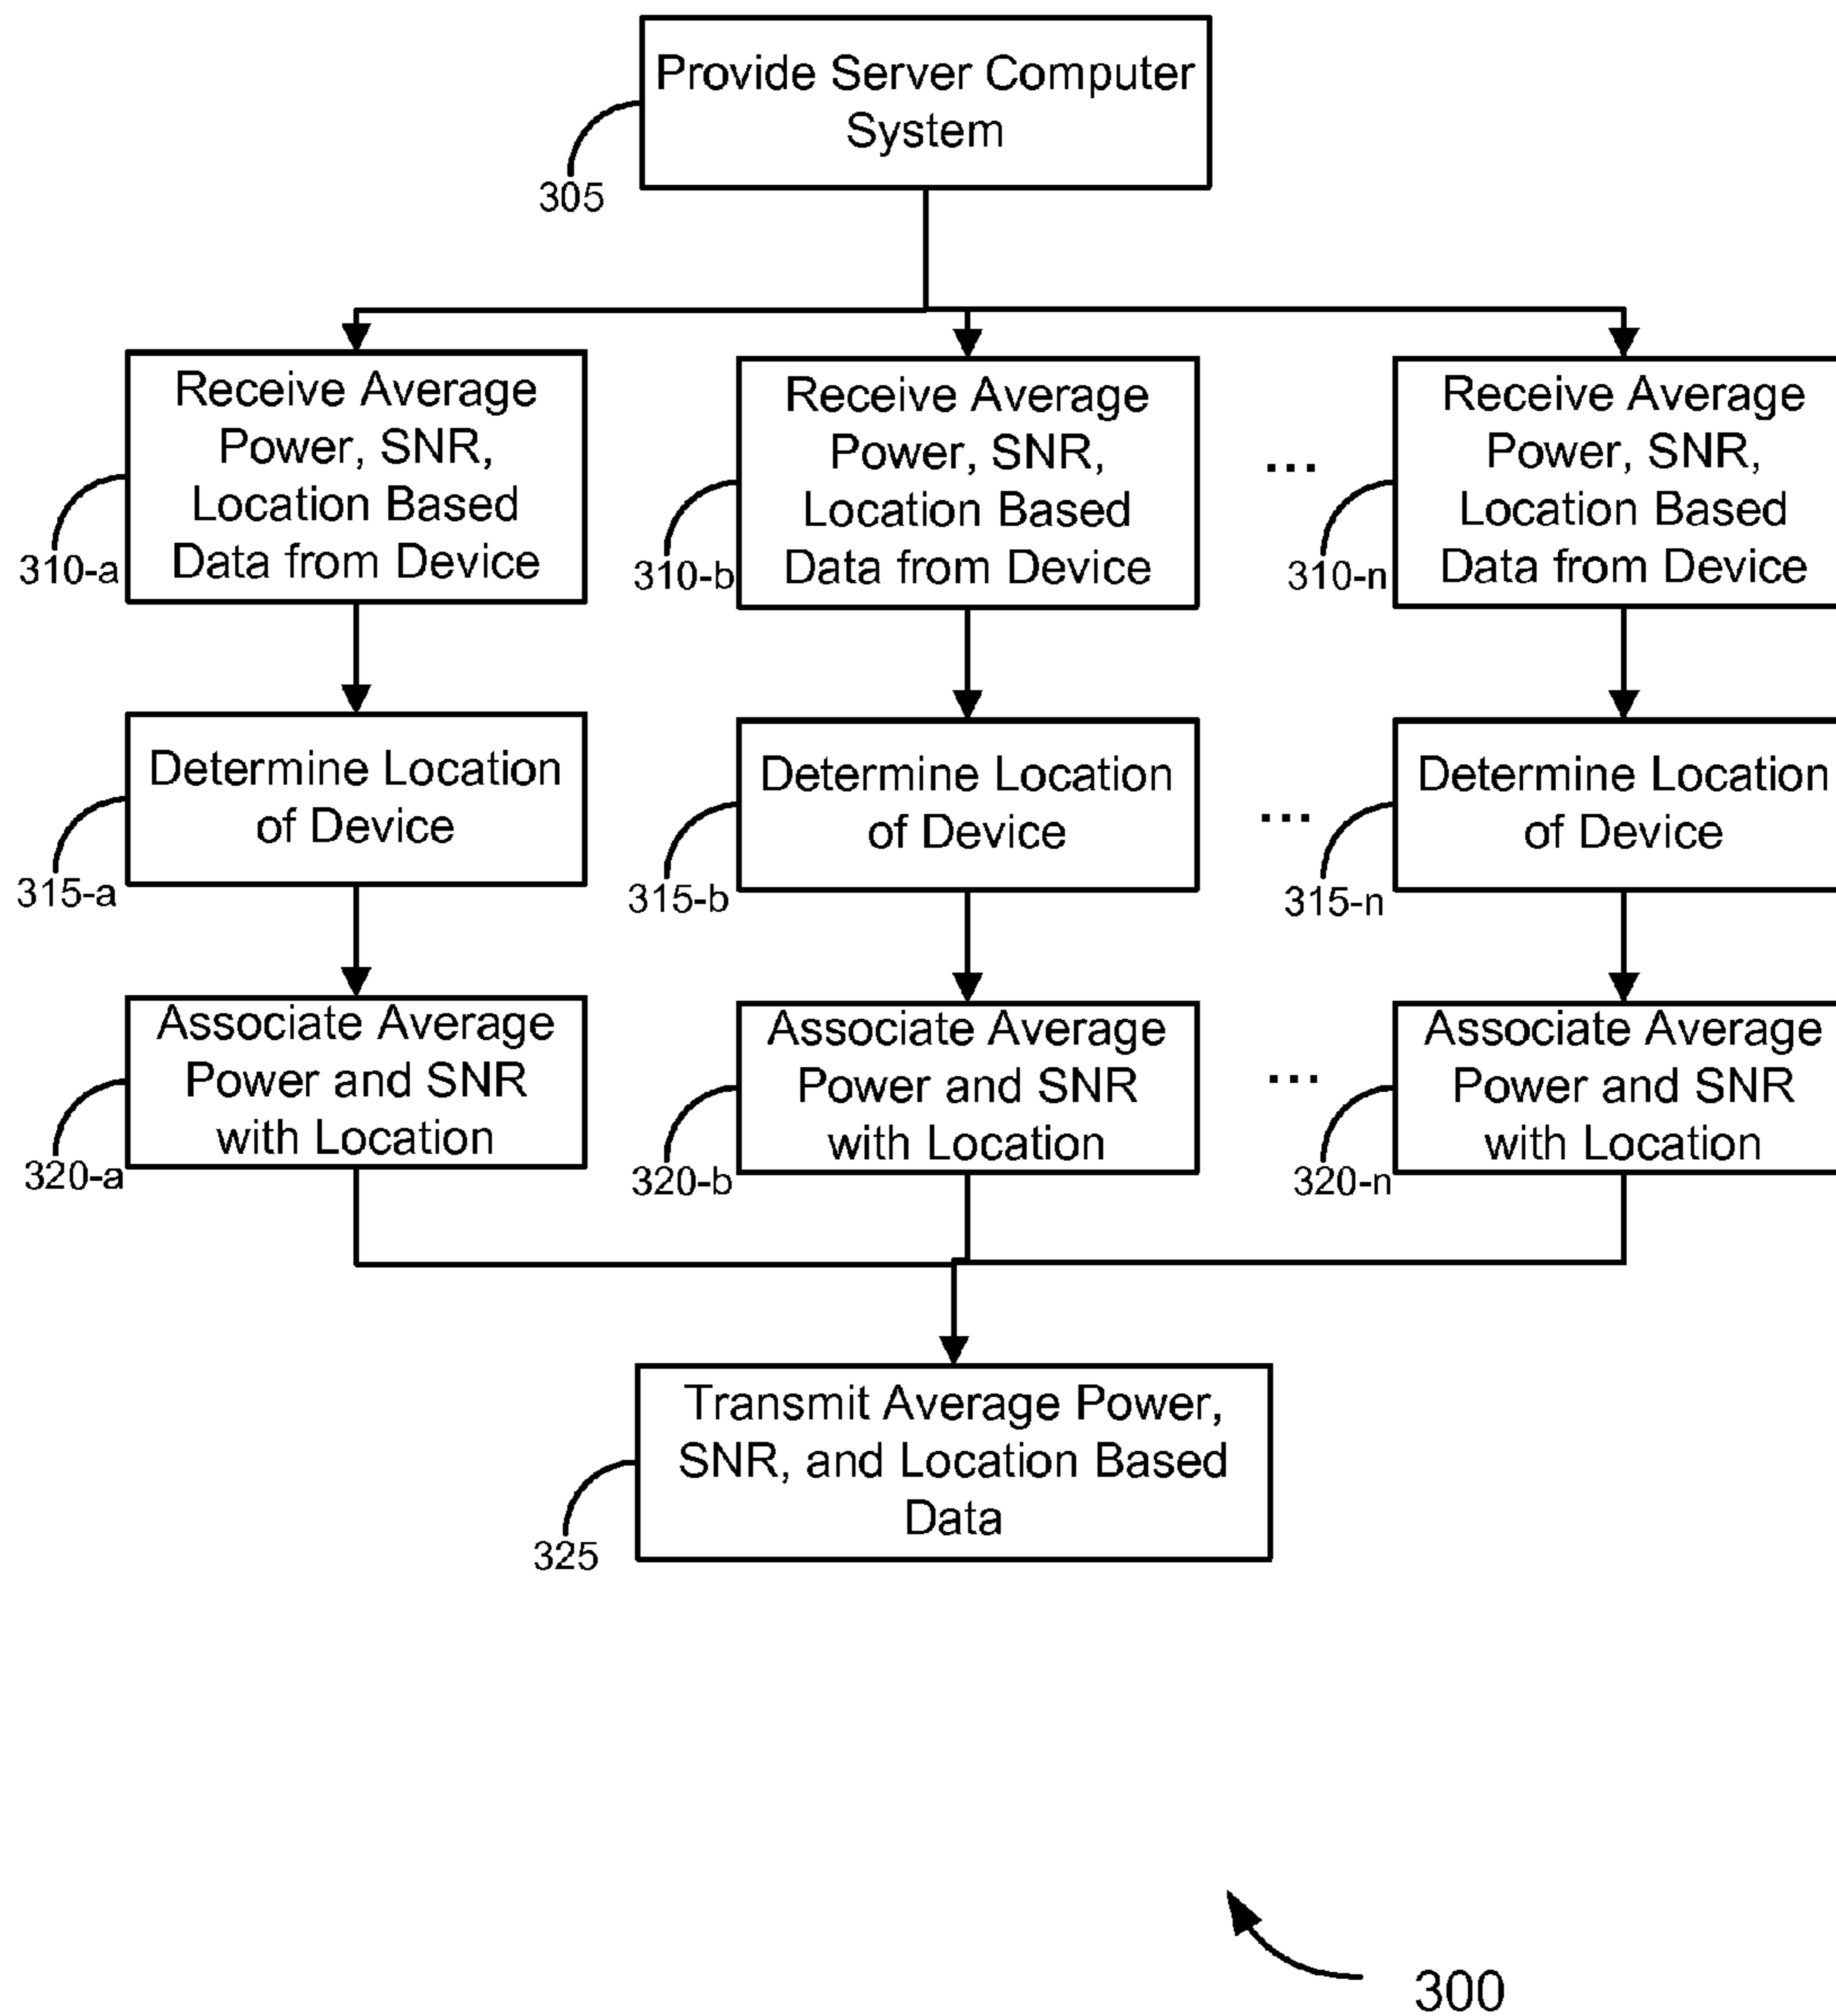 Provide Server Computer
System
305
Receive Average
Power, SNR,
Location Based
Data from Device
310-a
Receive Average
Power, SNR,
Location Based
Data from Device
310-b
...
Receive Average
Power, SNR,
Location Based
Data from Device
310-n
Determine Location
of Device
315-a
Determine Location
of Device
315-b
...
Determine Location
of Device
315-n
Associate Average
Power and SNR
with Location
320-a
Associate Average
Power and SNR
with Location
320-b
...
Associate Average
Power and SNR
with Location
320-n
Transmit Average Power,
SNR, and Location Based
Data
325
300